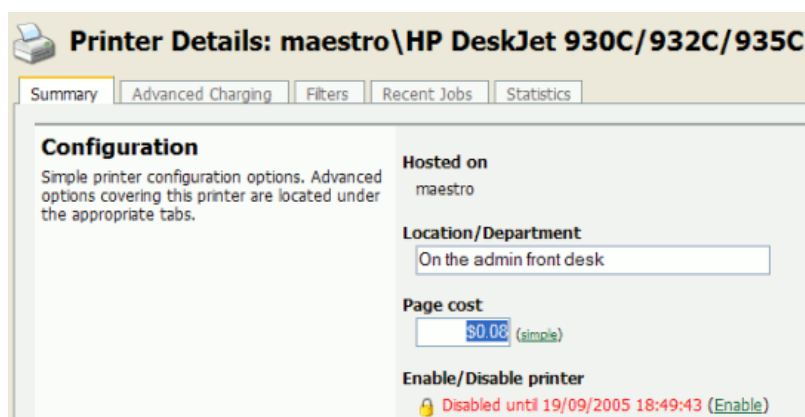 Printer Details: maestro\HP DeskJet 930C/932C/935C
Summary Advanced Charging Filters Recent Jobs Statistics
Configuration
Simple printer configuration options. Advanced
options covering this printer are located under
the appropriate tabs.
Hosted on
maestro
Location/Department
On the admin front desk
Page cost
$0.08 (simple)
Enable/Disable printer
Disabled until 19/09/2005 18:49:43 (Enable)